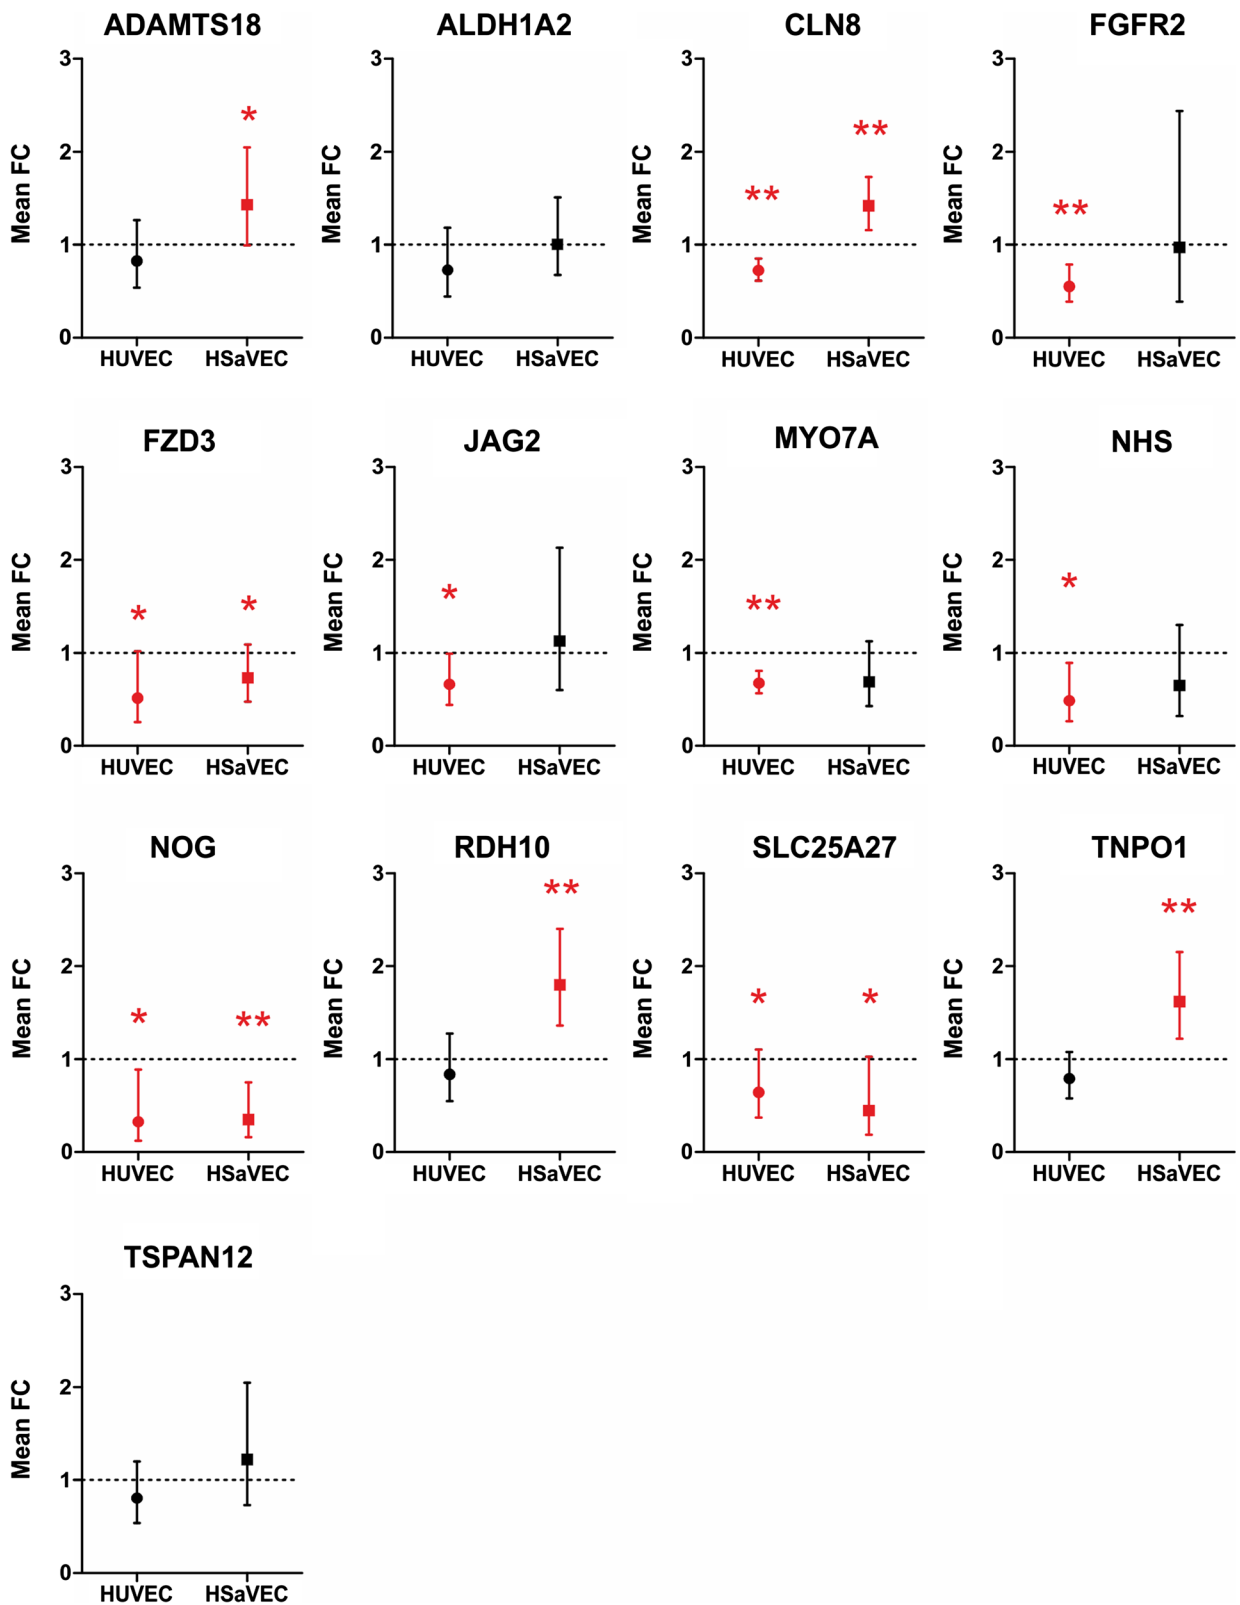 ADAMTS18 ALDH1A2 CLN8 FGFR2
3 3 3 3
* ** ** **
2 2 2 2
Mean FC Mean FC Mean FC Mean FC
1 1 1 1
0 0 0 0
HUVEC HSaVEC HUVEC HSaVEC HUVEC HSaVEC HUVEC HSaVEC
FZD3 JAG2 MYO7A NHS
3 3 3 3
2 2 2 2
Mean FC Mean FC Mean FC Mean FC
* * * ** *
1 1 1 1
0 0 0 0
HUVEC HSaVEC HUVEC HSaVEC HUVEC HSaVEC HUVEC HSaVEC
NOG RDH10 SLC25A27 TNPO1
3 3 3 3
** **
2 2 2 2
Mean FC Mean FC Mean FC Mean FC
* ** * *
1 1 1 1
0 0 0 0
HUVEC HSaVEC HUVEC HSaVEC HUVEC HSaVEC HUVEC HSaVEC
TSPAN12
3
2
Mean FC
1
0
HUVEC HSaVEC